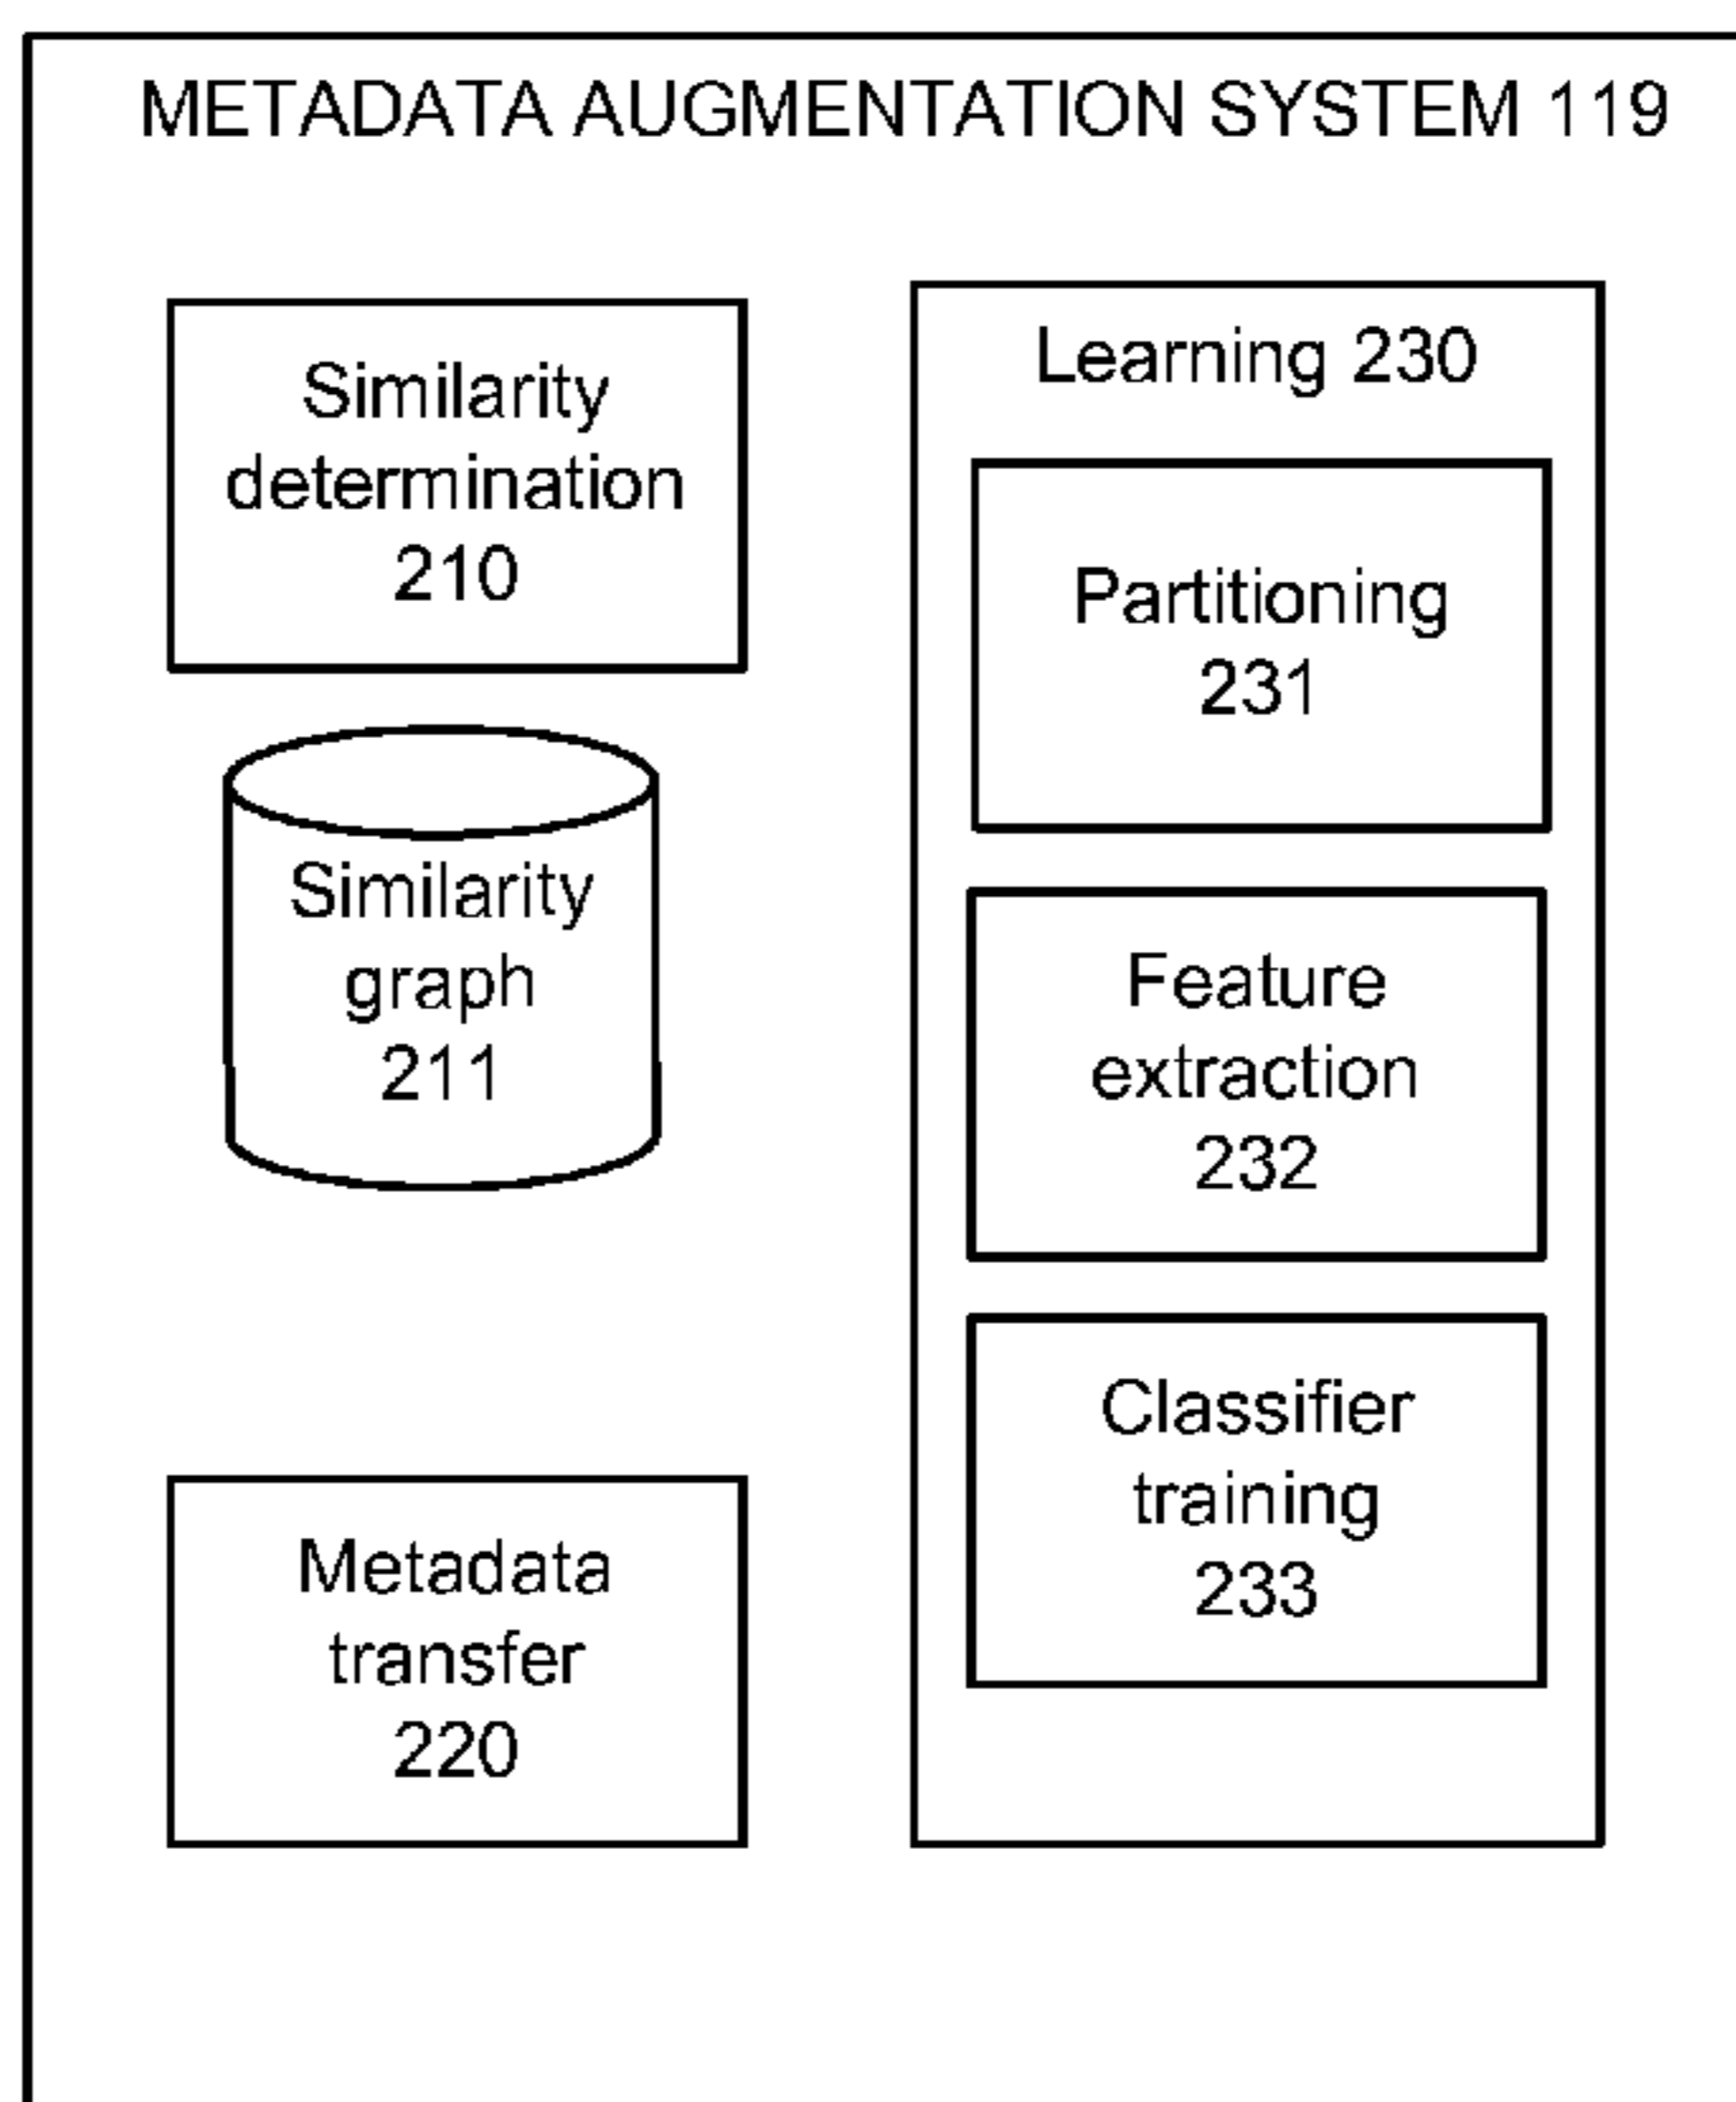 METADATA AUGMENTATION SYSTEM 119
Similarity
determination
210
Similarity
graph
211
Metadata
transfer
220
Learning 230
Partitioning
231
Feature
extraction
232
Classifier
training
233